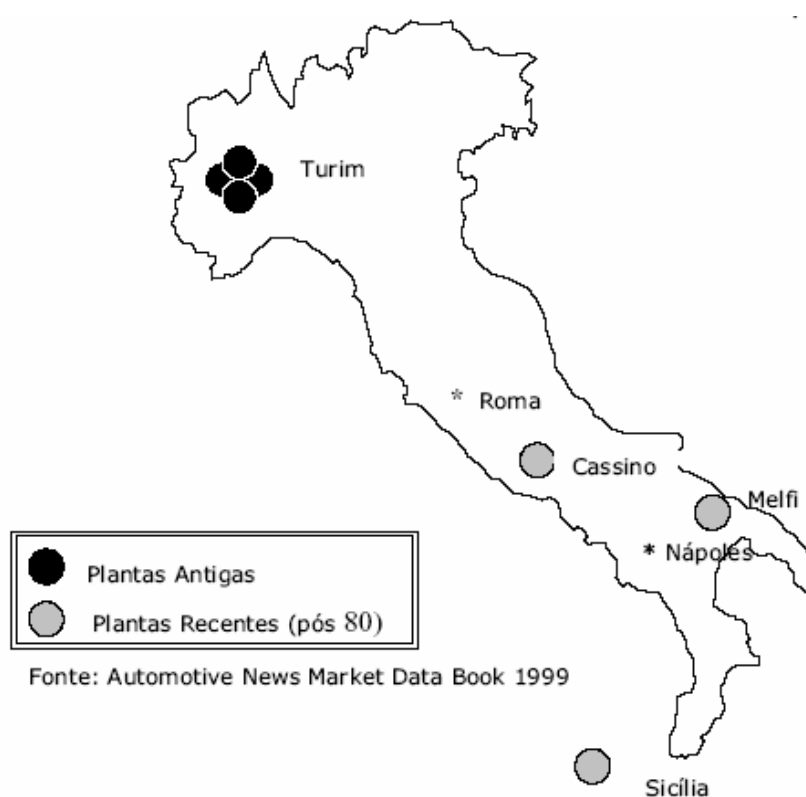 Turim
* Roma
Cassino
Melfi
* Nápoles
Plantas Antigas
Plantas Recentes (pós 80)
Fonte: Automotive News Market Data Book 1999
Sicília